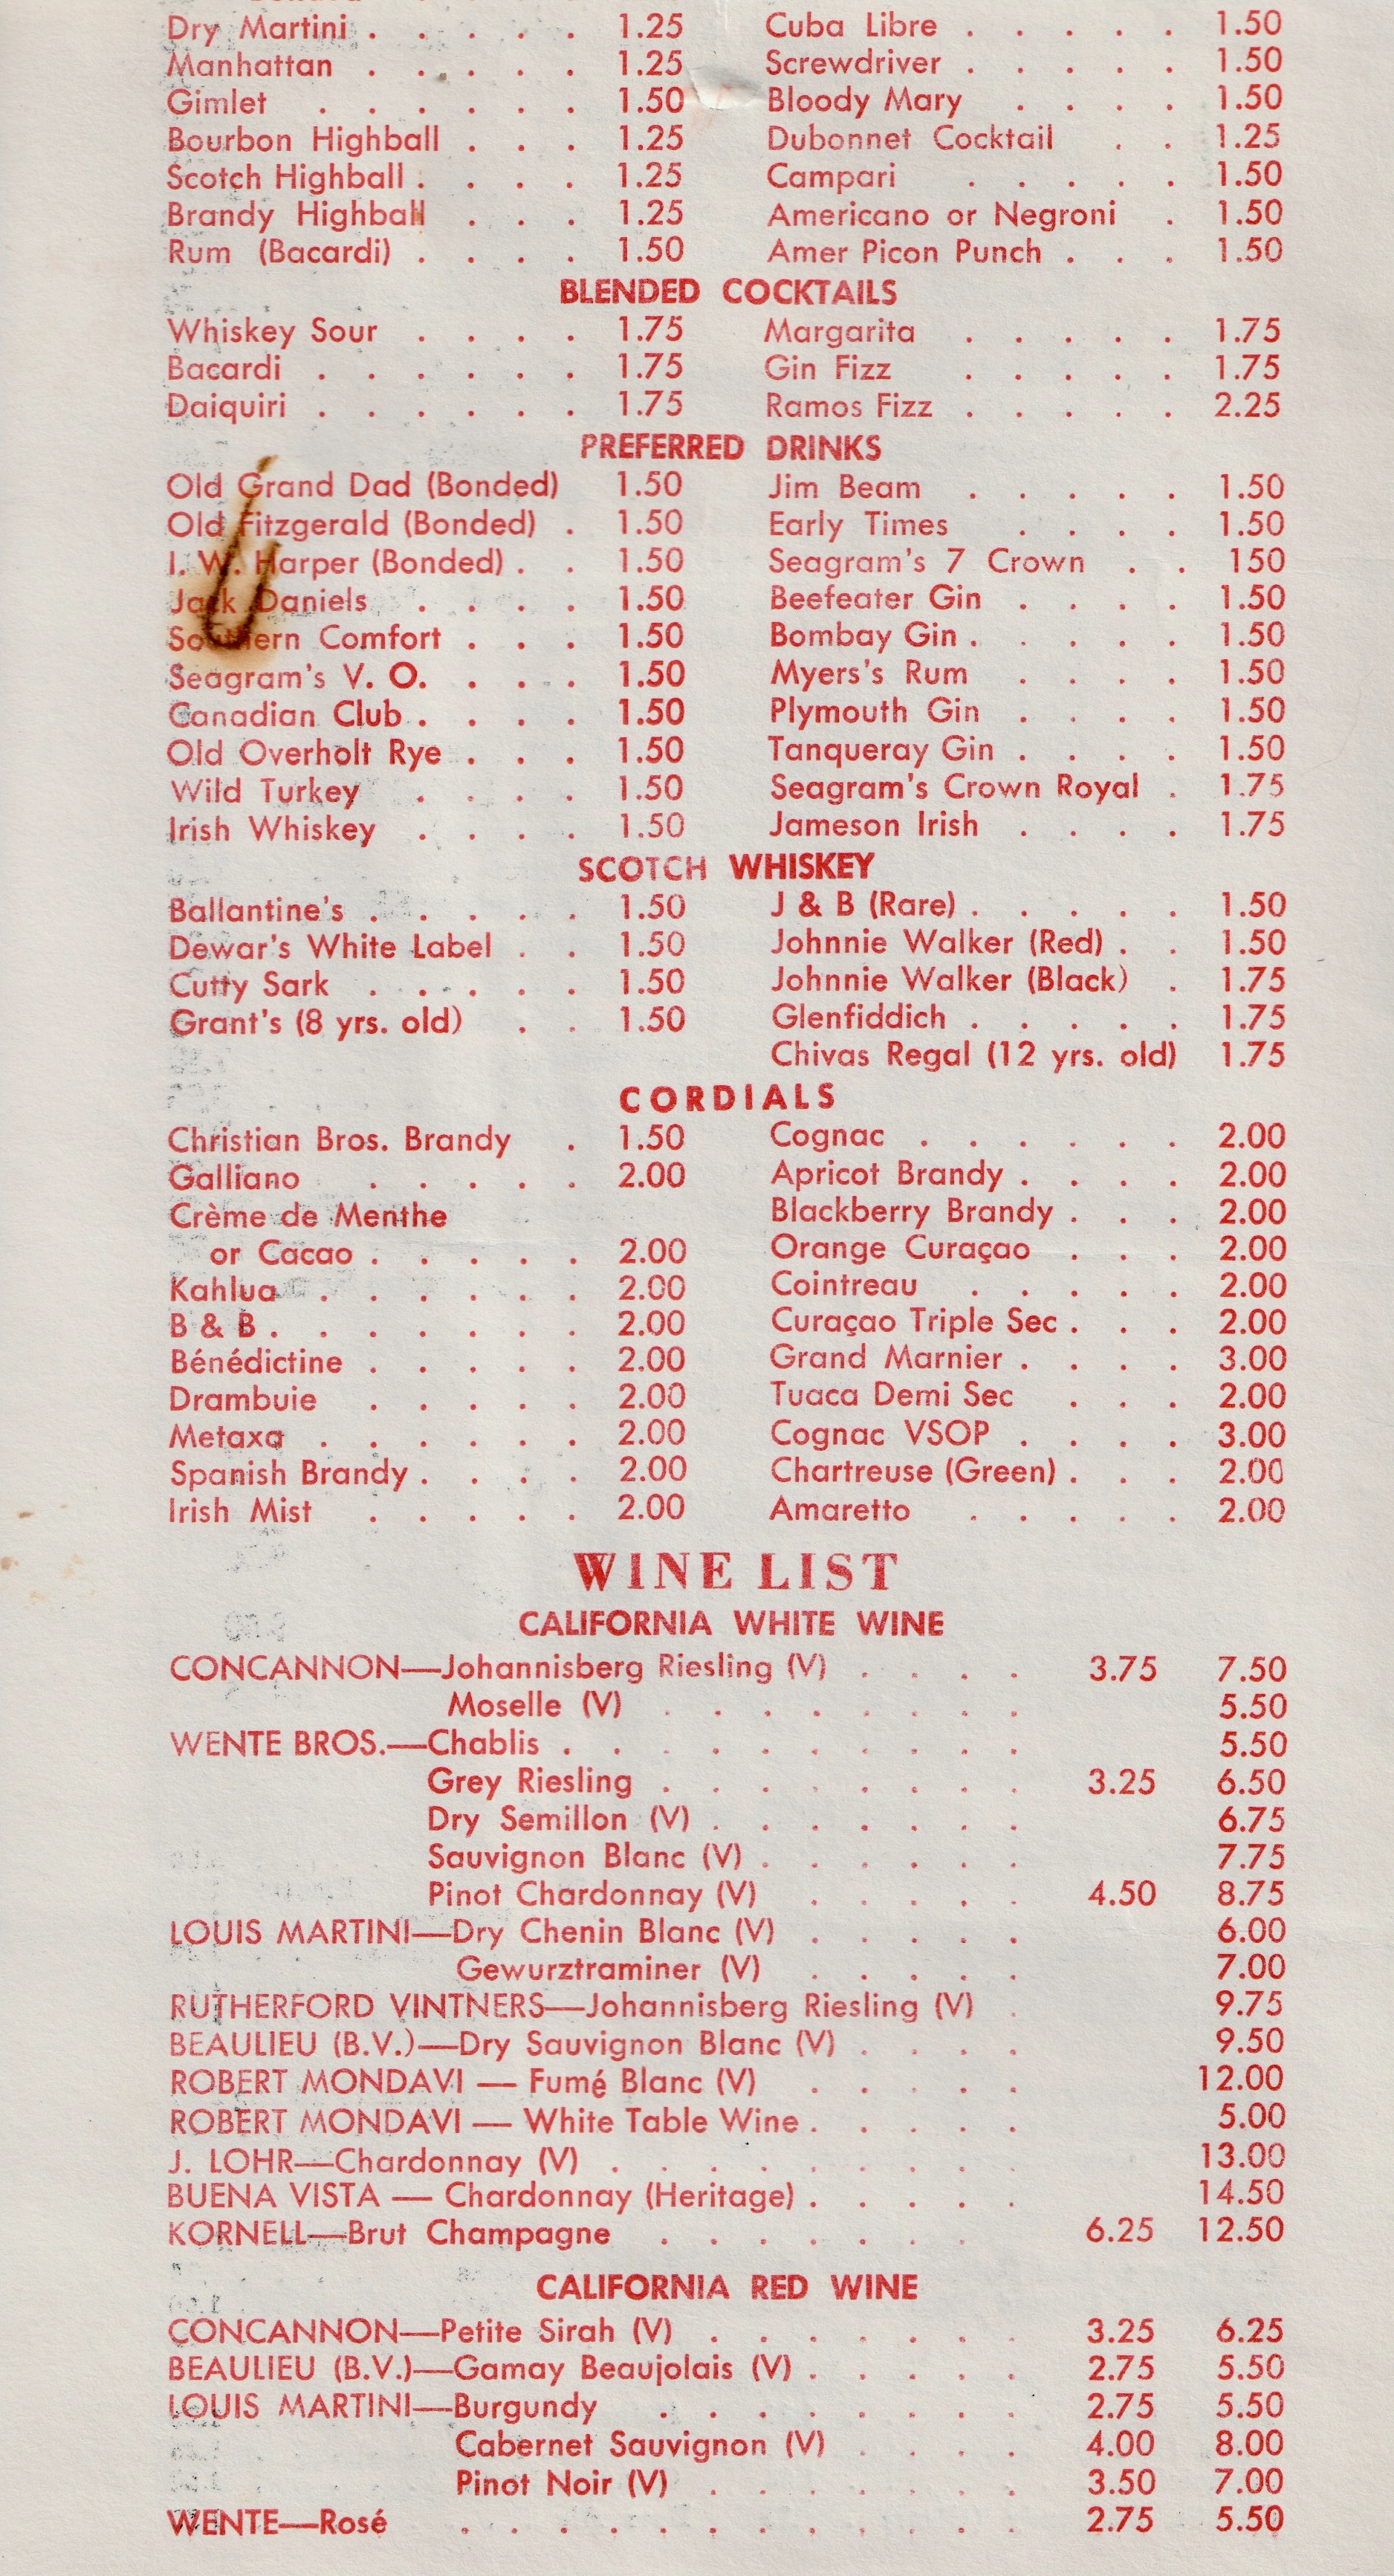 Dry Martini . . . . . 1.25 Cuba Libre . . . . . 1.50
Manhattan . . . . . 1.25 Screwdriver . . . . . 1.50
Gimlet . . . . . . 1.50 Bloody Mary . . . . 1.50
Bourbon Highball . . . 1.25 Dubonnet Cocktail . . 1.25
Scotch Highball . . . . 1.25 Campari . . . . . 1.50
Brandy Highball . . . 1.25 Americano or Negroni . 1.50
Rum (Bacardi) . . . . 1.50 Amer Picon Punch . . . 1.50
BLENDED COCKTAILS
Whiskey Sour . . . . 1.75 Margarita . . . . . 1.75
Bacardi . . . . . . 1.75 Gin Fizz . . . . . 1.75
Daiquiri . . . . . . 1.75 Ramos Fizz . . . . . 2.25
PREFERRED DRINKS
Old Grand Dad (Bonded) 1.50 Jim Beam . . . . . 1.50
Old Fitzgerald (Bonded) . 1.50 Early Times . . . . 1.50
I. W. Harper (Bonded) . . 1.50 Seagram's 7 Crown . . 150
Jack Daniels . . . . 1.50 Beefeater Gin . . . . 1.50
Southern Comfort . . . 1.50 Bombay Gin . . . . . 1.50
Seagram's V. O. . . . 1.50 Myers's Rum . . . . 1.50
Canadian Club . . . . 1.50 Plymouth Gin . . . . 1.50
Old Overholt Rye . . . 1.50 Tanqueray Gin . . . . 1.50
Wild Turkey . . . . 1.50 Seagram's Crown Royal . 1.75
Irish Whiskey . . . . 1.50 Jameson Irish . . . . 1.75
SCOTCH WHISKEY
Ballantine's . . . . . 1.50 J & B (Rare) . . . . . 1.50
Dewar's White Label . . 1.50 Johnnie Walker (Red) . . 1.50
Cutty Sark . . . . . 1.50 Johnnie Walker (Black) . 1.75
Grant's (8 yrs. old) . . 1.50 Glenfiddich . . . . . 1.75
Chivas Regal (12 yrs. old) 1.75
CORDIALS
Christian Bros. Brandy . 1.50 Cognac . . . . . . 2.00
Galliano . . . . . 2.00 Apricot Brandy . . . . 2.00
Crème de Menthe Blackberry Brandy . . . 2.00
or Cacao . . . . . 2.00 Orange Curaçao . . . 2.00
Kahlua . . . . . . 2.00 Cointreau . . . . . 2.00
B & B . . . . . . . 2.00 Curaçao Triple Sec . . . 2.00
Bénédictine . . . . . 2.00 Grand Marnier . . . . 3.00
Drambuie . . . . . 2.00 Tuaca Demi Sec . . . 2.00
Metaxa . . . . . . 2.00 Cognac VSOP . . . . 3.00
Spanish Brandy . . . . 2.00 Chartreuse (Green) . . . 2.00
Irish Mist . . . . . 2.00 Amaretto . . . . . 2.00
WINE LIST
CALIFORNIA WHITE WINE
CONCANNON—Johannisberg Riesling (V) . . . . 3.75 7.50
Moselle (V) . . . . . . . . 5.50
WENTE BROS.—Chablis . . . . . . . . . . 5.50
Grey Riesling . . . . . . . . 3.25 6.50
Dry Semillon (V) . . . . . . . 6.75
Sauvignon Blanc (V) . . . . . . 7.75
Pinot Chardonnay (V) . . . . . 4.50 8.75
LOUIS MARTINI—Dry Chenin Blanc (V) . . . . . 6.00
Gewurztraminer (V) . . . . . 7.00
RUTHERFORD VINTNERS—Johannisberg Riesling (V) . 9.75
BEAULIEU (B.V.)—Dry Sauvignon Blanc (V) . . . . 9.50
ROBERT MONDAVI — Fumé Blanc (V) . . . . . 12.00
ROBERT MONDAVI — White Table Wine . . . . . 5.00
J. LOHR—Chardonnay (V) . . . . . . . . 13.00
BUENA VISTA — Chardonnay (Heritage) . . . . . 14.50
KORNELL—Brut Champagne . . . . . . . 6.25 12.50
CALIFORNIA RED WINE
CONCANNON—Petite Sirah (V) . . . . . . . 3.25 6.25
BEAULIEU (B.V.)—Gamay Beaujolais (V) . . . . . 2.75 5.50
LOUIS MARTINI—Burgundy . . . . . . . . 2.75 5.50
Cabernet Sauvignon (V) . . . . 4.00 8.00
Pinot Noir (V) . . . . . . . 3.50 7.00
WENTE—Rosé . . . . . . . . . . . . 2.75 5.50